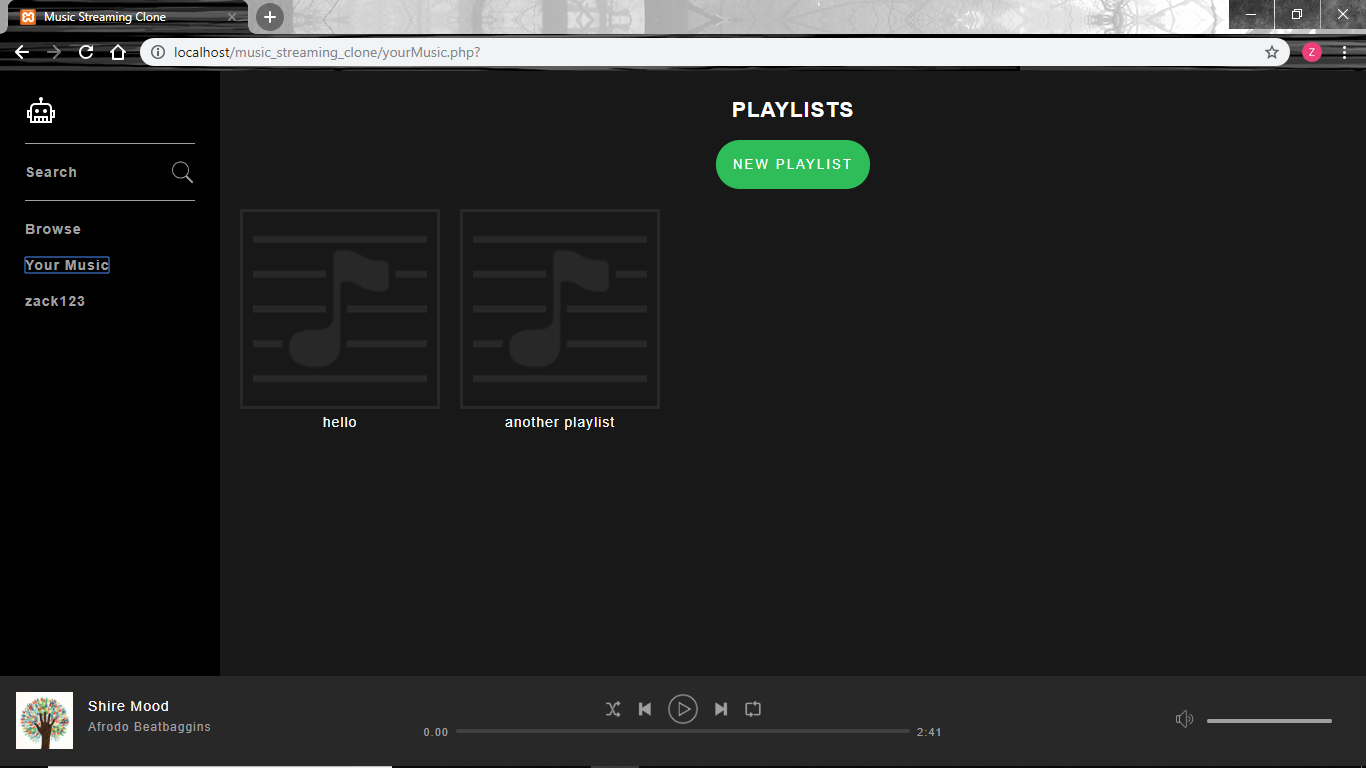 Music Streaming Clone
localhost/music_streaming_clone/yourMusic.php?
Z
Search
Browse
Your Music
zack123
PLAYLISTS
NEW PLAYLIST
hello
another playlist
Shire Mood
Afrodo Beatbaggins
0.00
2:41